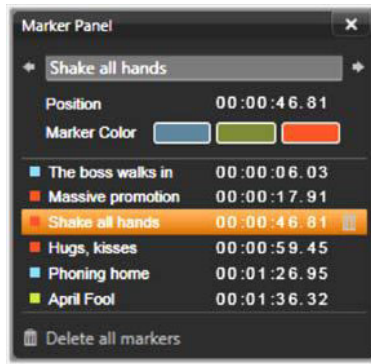 Marker Panel
Shake all hands
Position 00:00:46.81
Marker Color
The boss walks in 00:00:06.03
Massive promotion 00:00:17.91
Shake all hands 00:00:46.81
Hugs, kisses 00:00:59.45
Phoning home 00:01:26.95
April Fool 00:01:36.32
Delete all markers